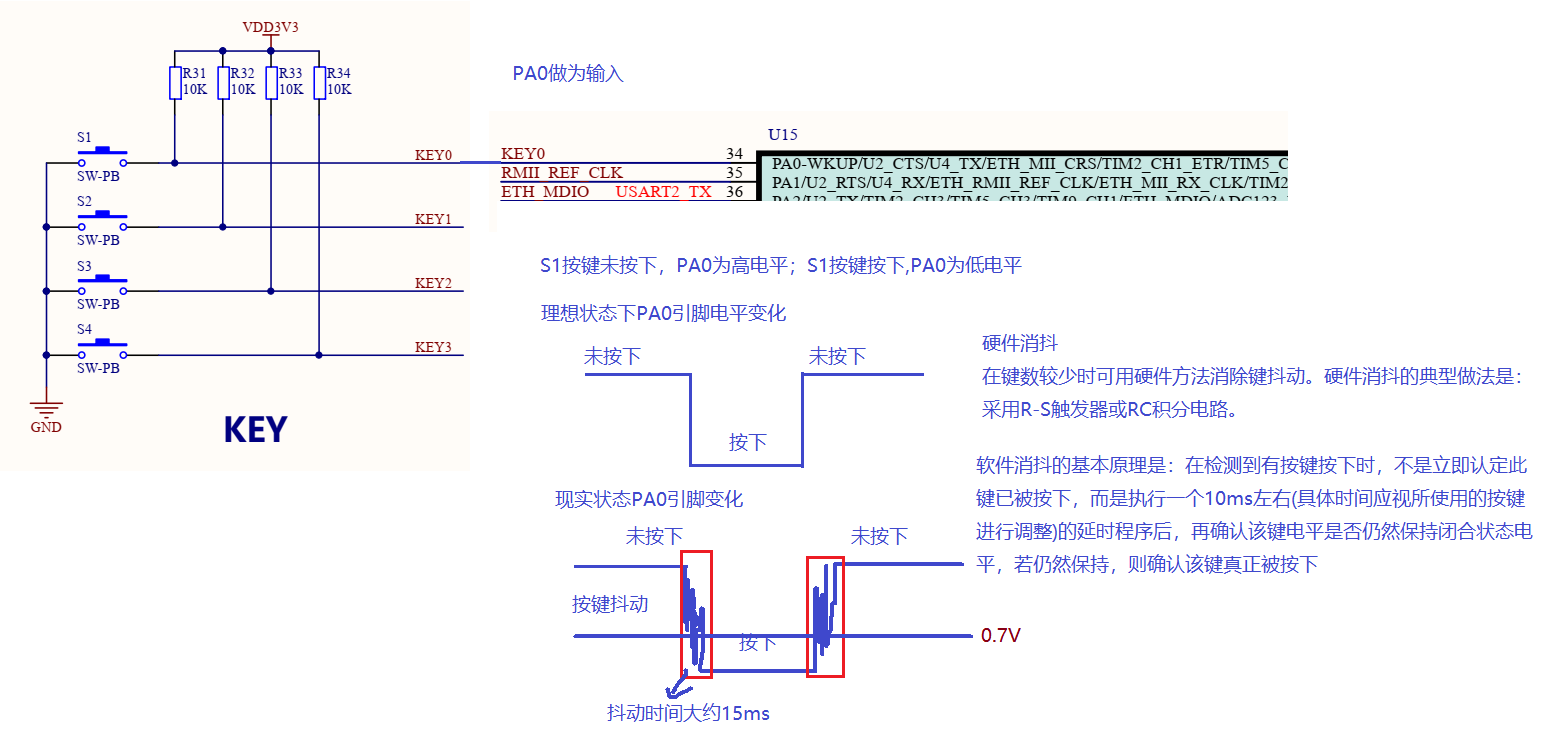 VDD3V3
R31
10K
R32
10K
R33
10K
R34
10K
S1
SW-PB
KEY0
S2
SW-PB
KEY1
S3
SW-PB
KEY2
S4
SW-PB
KEY3
GND
KEY
PA0做为输入
U15
KEY0
34
PA0-WKUP/U2_CTS/U4_TX/ETH_MII_CRS/TIM2_CH1_ETR/TIM5_C
RMII_REF_CLK
35
PA1/U2_RTS/U4_RX/ETH_RMII_REF_CLK/ETH_MII_RX_CLK/TIM2
ETH_MDIO USART2_TX
36
PA2/U2_TX/TIM2_CH3/TIM5_CH3/TIM9_CH1/ETH_MDIO/ADC123
S1按键未按下，PA0为高电平；S1按键按下,PA0为低电平
理想状态下PA0引脚电平变化
未按下
未按下
按下
现实状态PA0引脚变化
未按下
未按下
按键抖动
按下
0.7V
抖动时间大约15ms
硬件消抖
在键数较少时可用硬件方法消除键抖动。硬件消抖的典型做法是：
采用R-S触发器或RC积分电路。
软件消抖的基本原理是：在检测到有按键按下时，不是立即认定此
键已被按下，而是执行一个10ms左右(具体时间应视所使用的按键
进行调整)的延时程序后，再确认该键电平是否仍然保持闭合状态电
平，若仍然保持，则确认该键真正被按下